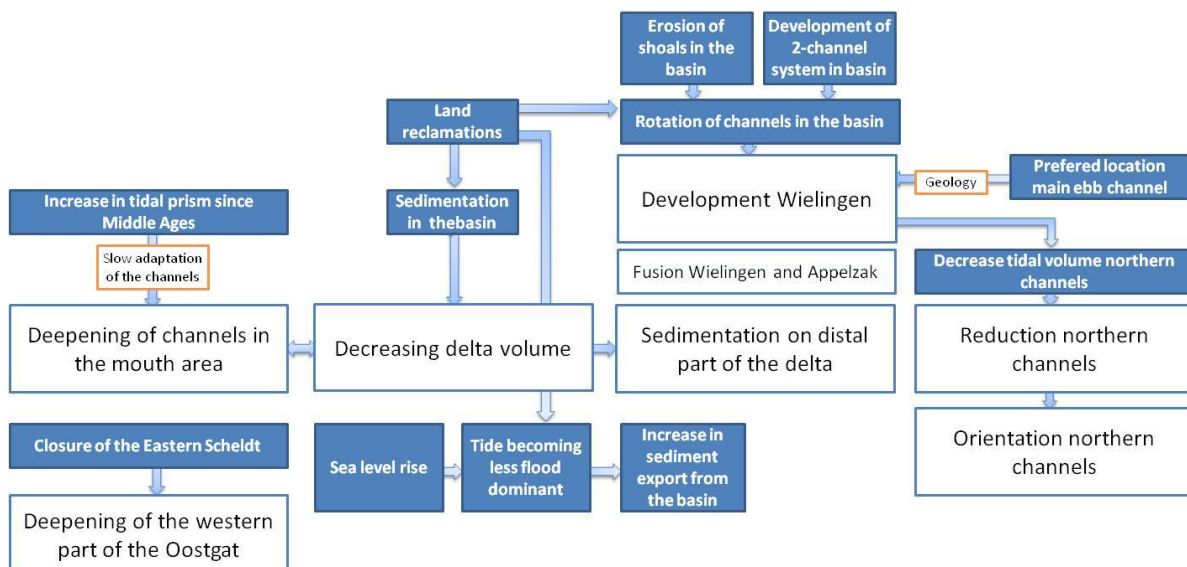 Erosion of
shoals in the
basin
Development of
2-channel
system in basin
Land
reclamations
Rotation of channels in the basin
Development Wielingen
Geology
Prefered location
main ebb channel
Increase in tidal prism since
Middle Ages
Sedimentation
in thebasin
Slow adaptation
of the channels
Fusion Wielingen and Appelzak
Decrease tidal volume northern
channels
Deepening of channels in
the mouth area
Decreasing delta volume
Sedimentation on distal
part of the delta
Reduction northern
channels
Closure of the Eastern Scheldt
Sea level rise
Tide becoming
less flood
dominant
Increase in
sediment
export from
the basin
Orientation northern
channels
Deepening of the western
part of the Oostgat